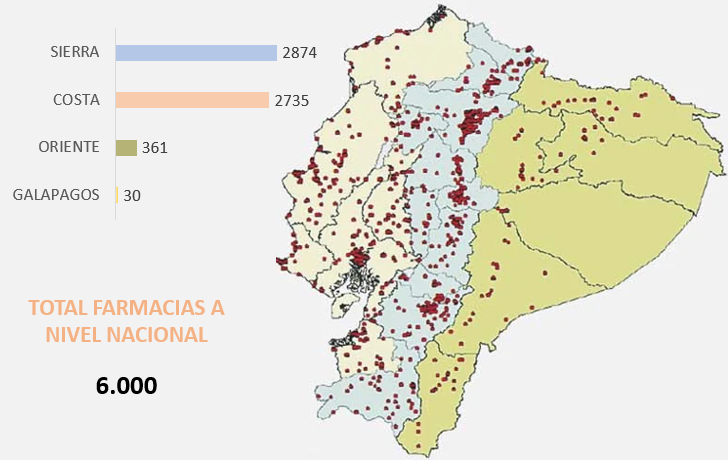 SIERRA 2874
COSTA 2735
ORIENTE 361
GALAPAGOS 30
TOTAL FARMACIAS A
NIVEL NACIONAL
6.000